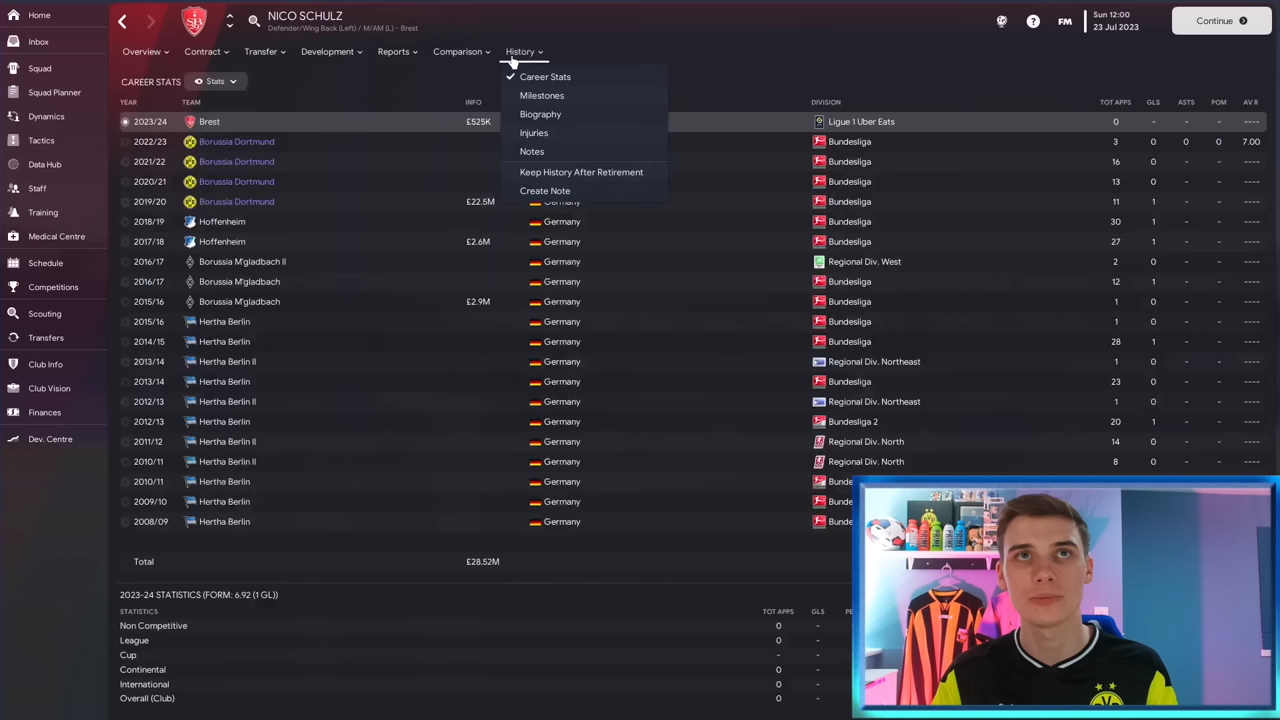 Home
NICO SCHULZ
Defender/Wing Back (Left) / M/AM (L) - Brest
FM
Sun 12:00
23 Jul 2023
Continue
Inbox
Squad
Squad Planner
Dynamics
Tactics
Data Hub
Staff
Training
Medical Centre
Schedule
Competitions
Scouting
Transfers
Club Info
Club Vision
Finances
Dev. Centre
Overview
Contract
Transfer
Development
Reports
Comparison
History
CAREER STATS
Stats
Career Stats
Milestones
Biography
Injuries
Notes
Keep History After Retirement
Create Note
YEAR TEAM INFO DIVISION TOT APPS GLS ASTS POM AV R
2023/24 Brest £525K Ligue 1 Uber Eats 0 - - - ----
2022/23 Borussia Dortmund Bundesliga 3 0 0 0 7.00
2021/22 Borussia Dortmund Bundesliga 16 0 - - ----
2020/21 Borussia Dortmund Bundesliga 13 0 - - ----
2019/20 Borussia Dortmund £22.5M Germany Bundesliga 11 1 - - ----
2018/19 Hoffenheim Germany Bundesliga 30 1 - - ----
2017/18 Hoffenheim £2.6M Germany Bundesliga 27 1 - - ----
2016/17 Borussia M'gladbach II Germany Regional Div. West 2 0 - - ----
2016/17 Borussia M'gladbach Germany Bundesliga 12 1 - - ----
2015/16 Borussia M'gladbach £2.9M Germany Bundesliga 1 0 - - ----
2015/16 Hertha Berlin Germany Bundesliga 1 0 - - ----
2014/15 Hertha Berlin Germany Bundesliga 28 1 - - ----
2013/14 Hertha Berlin II Germany Regional Div. Northeast 1 0 - - ----
2013/14 Hertha Berlin Germany Bundesliga 23 0 - - ----
2012/13 Hertha Berlin II Germany Regional Div. Northeast 1 0 - - ----
2012/13 Hertha Berlin Germany Bundesliga 2 20 1 - - ----
2011/12 Hertha Berlin II Germany Regional Div. North 14 0 - - ----
2010/11 Hertha Berlin II Germany Regional Div. North 8 0 - - ----
2010/11 Hertha Berlin Germany Bunde
2009/10 Hertha Berlin Germany Bunde
2008/09 Hertha Berlin Germany Bunde
Total £28.52M
2023-24 STATISTICS (FORM: 6.92 (1 GL))
STATISTICS TOT APPS GLS PE
Non Competitive 0 -
League 0 -
Cup - -
Continental 0 -
International 0 -
Overall (Club) 0 -